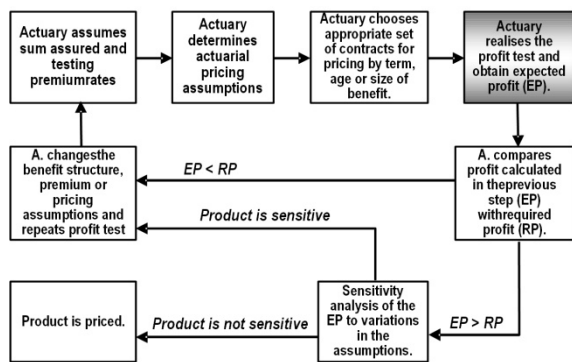 Actuary assumes
sum assured and
testing
premiumrates
Actuary
determines
actuarial
pricing
assumptions
Actuary chooses
appropriate set
of contracts for
pricing by term,
age or size of
benefit.
Actuary
realises the
profit test and
obtain expected
profit (EP).
A. changesthe
benefit structure,
premium or
pricing
assumptions and
repeats profit test
EP < RP
A. compares
profit calculated
in theprevious
step (EP)
withrequired
profit (RP).
Product is sensitive
Product is priced.
Product is not sensitive
Sensitivity
analysis of the
EP to variations
in the
assumptions.
EP > RP